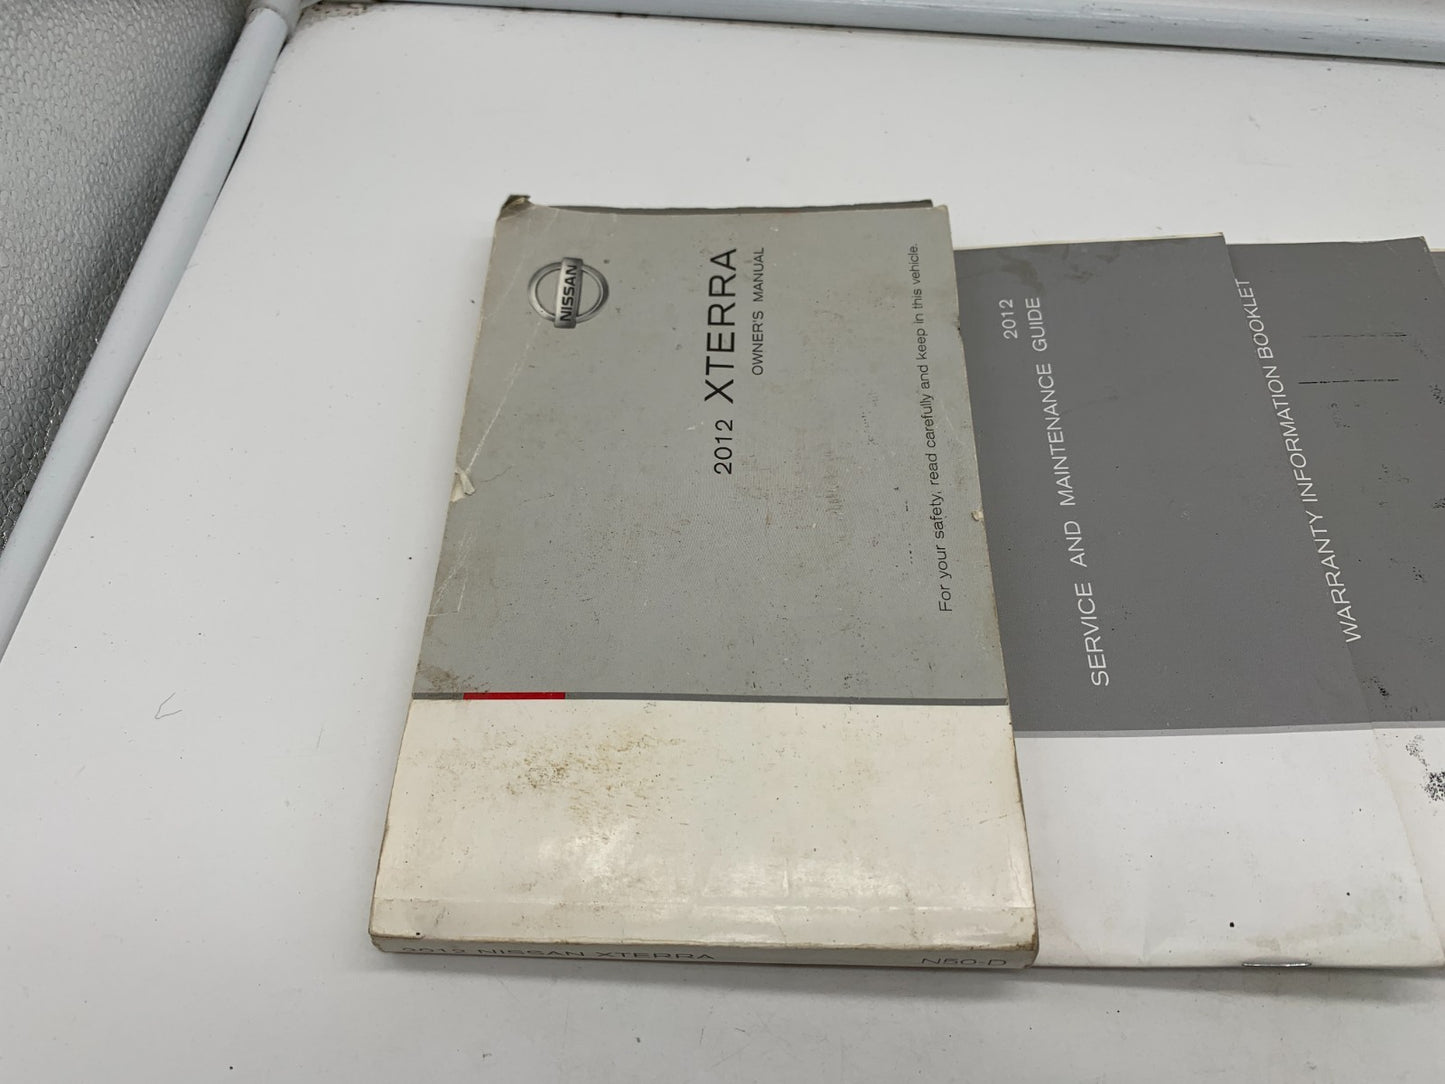 NISSAN
2012 XTERRA
OWNER'S MANUAL
For your safety, read carefully and keep in this vehicle.
2012 NISSAN XTERRA
N50-D
2012
SERVICE AND MAINTENANCE GUIDE
WARRANTY INFORMATION BOOKLET